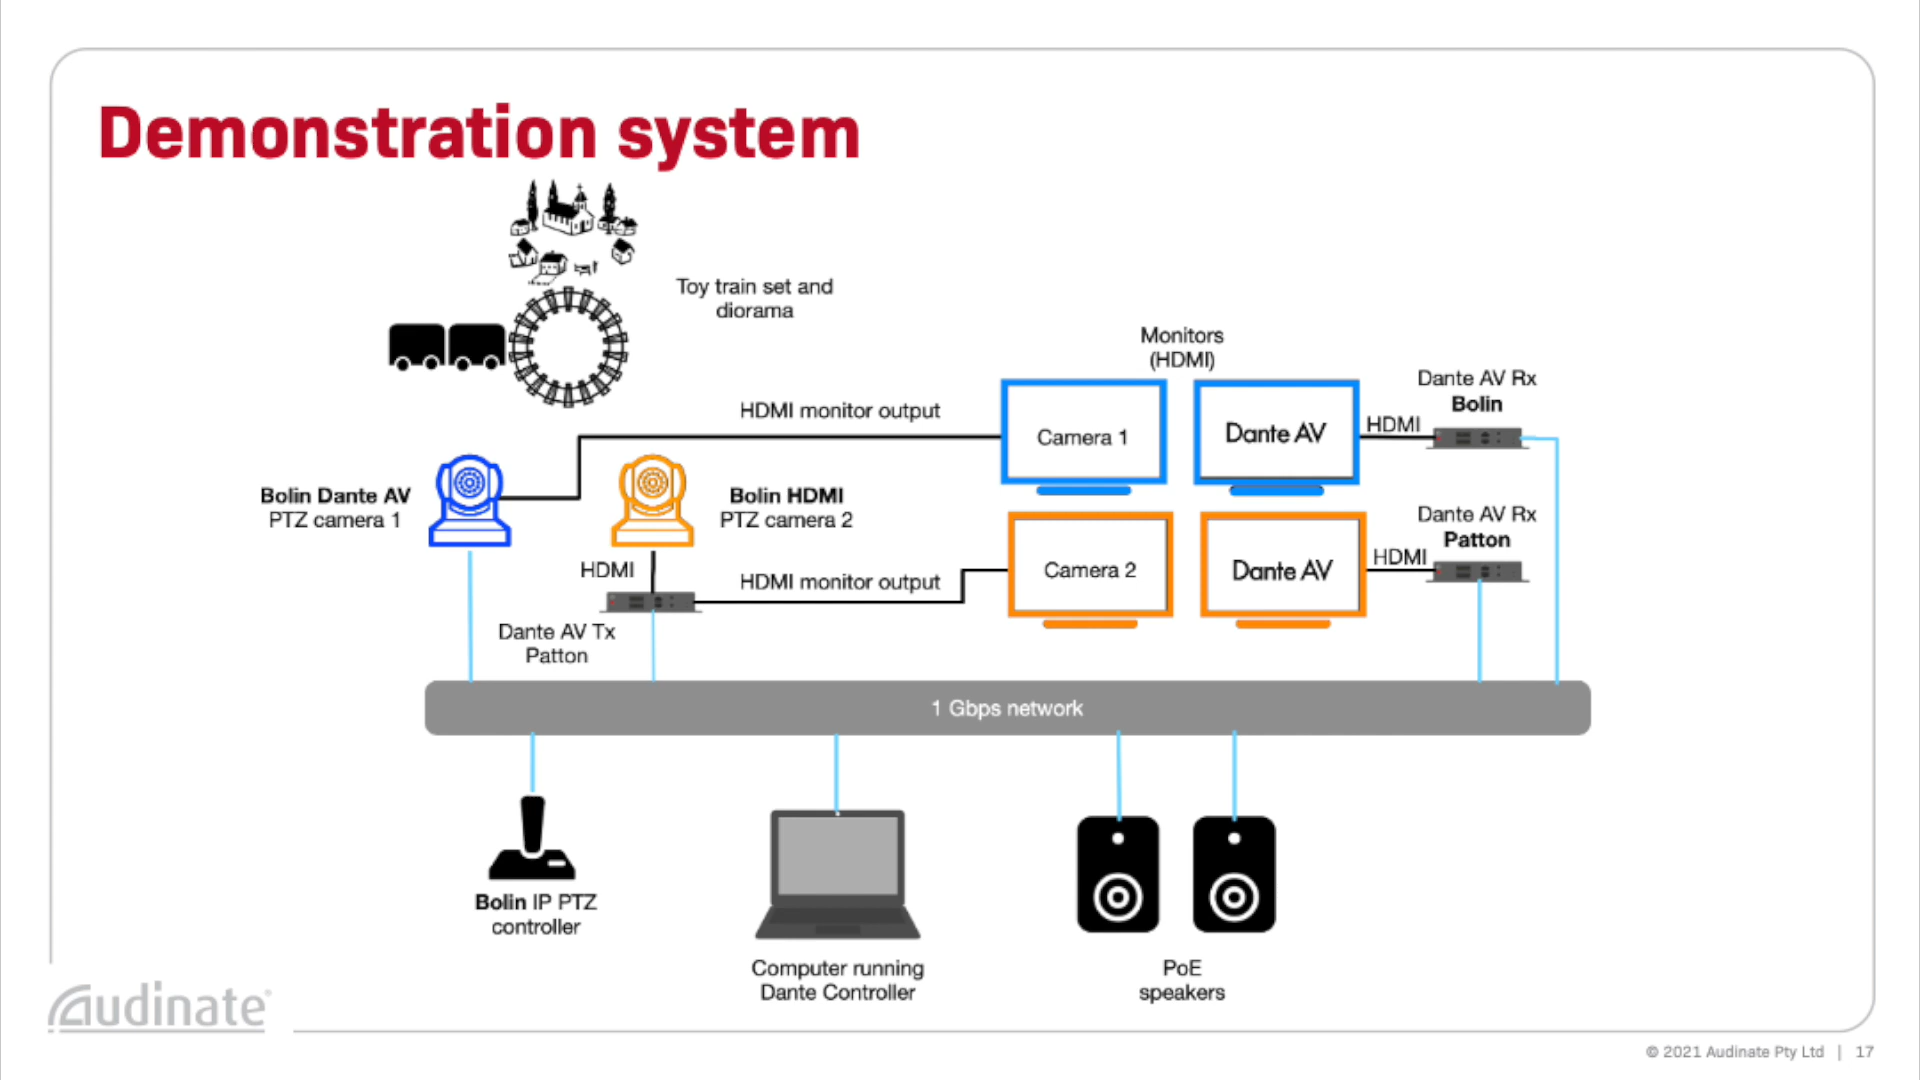 Demonstration system
Toy train set and
diorama
Monitors
(HDMI)
Dante AV Rx
Bolin
HDMI monitor output
Camera 1
Dante AV
HDMI
Bolin Dante AV
PTZ camera 1
Bolin HDMI
PTZ camera 2
Dante AV Rx
Patton
HDMI
HDMI monitor output
Camera 2
Dante AV
HDMI
Dante AV Tx
Patton
1 Gbps network
Bolin IP PTZ
controller
Computer running
Dante Controller
PoE
speakers
Audinate®
© 2021 Audinate Pty Ltd | 17